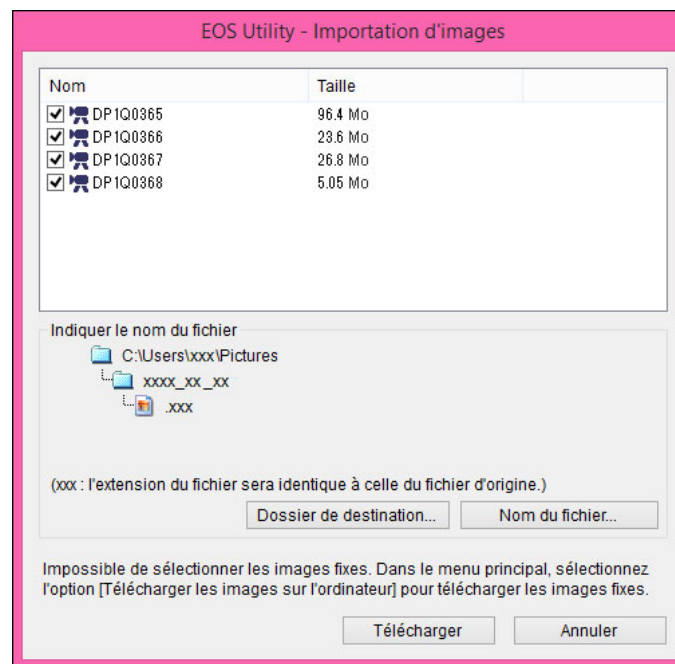 EOS Utility - Importation d'images
Nom Taille
DP1Q0365 96.4 Mo
DP1Q0366 23.6 Mo
DP1Q0367 26.8 Mo
DP1Q0368 5.05 Mo
Indiquer le nom du fichier
C:\Users\xxx\Pictures
xxxx_xx_xx
.xxx
(xxx : l'extension du fichier sera identique à celle du fichier d'origine.)
Dossier de destination... Nom du fichier...
Impossible de sélectionner les images fixes. Dans le menu principal, sélectionnez
l'option [Télécharger les images sur l'ordinateur] pour télécharger les images fixes.
Télécharger Annuler